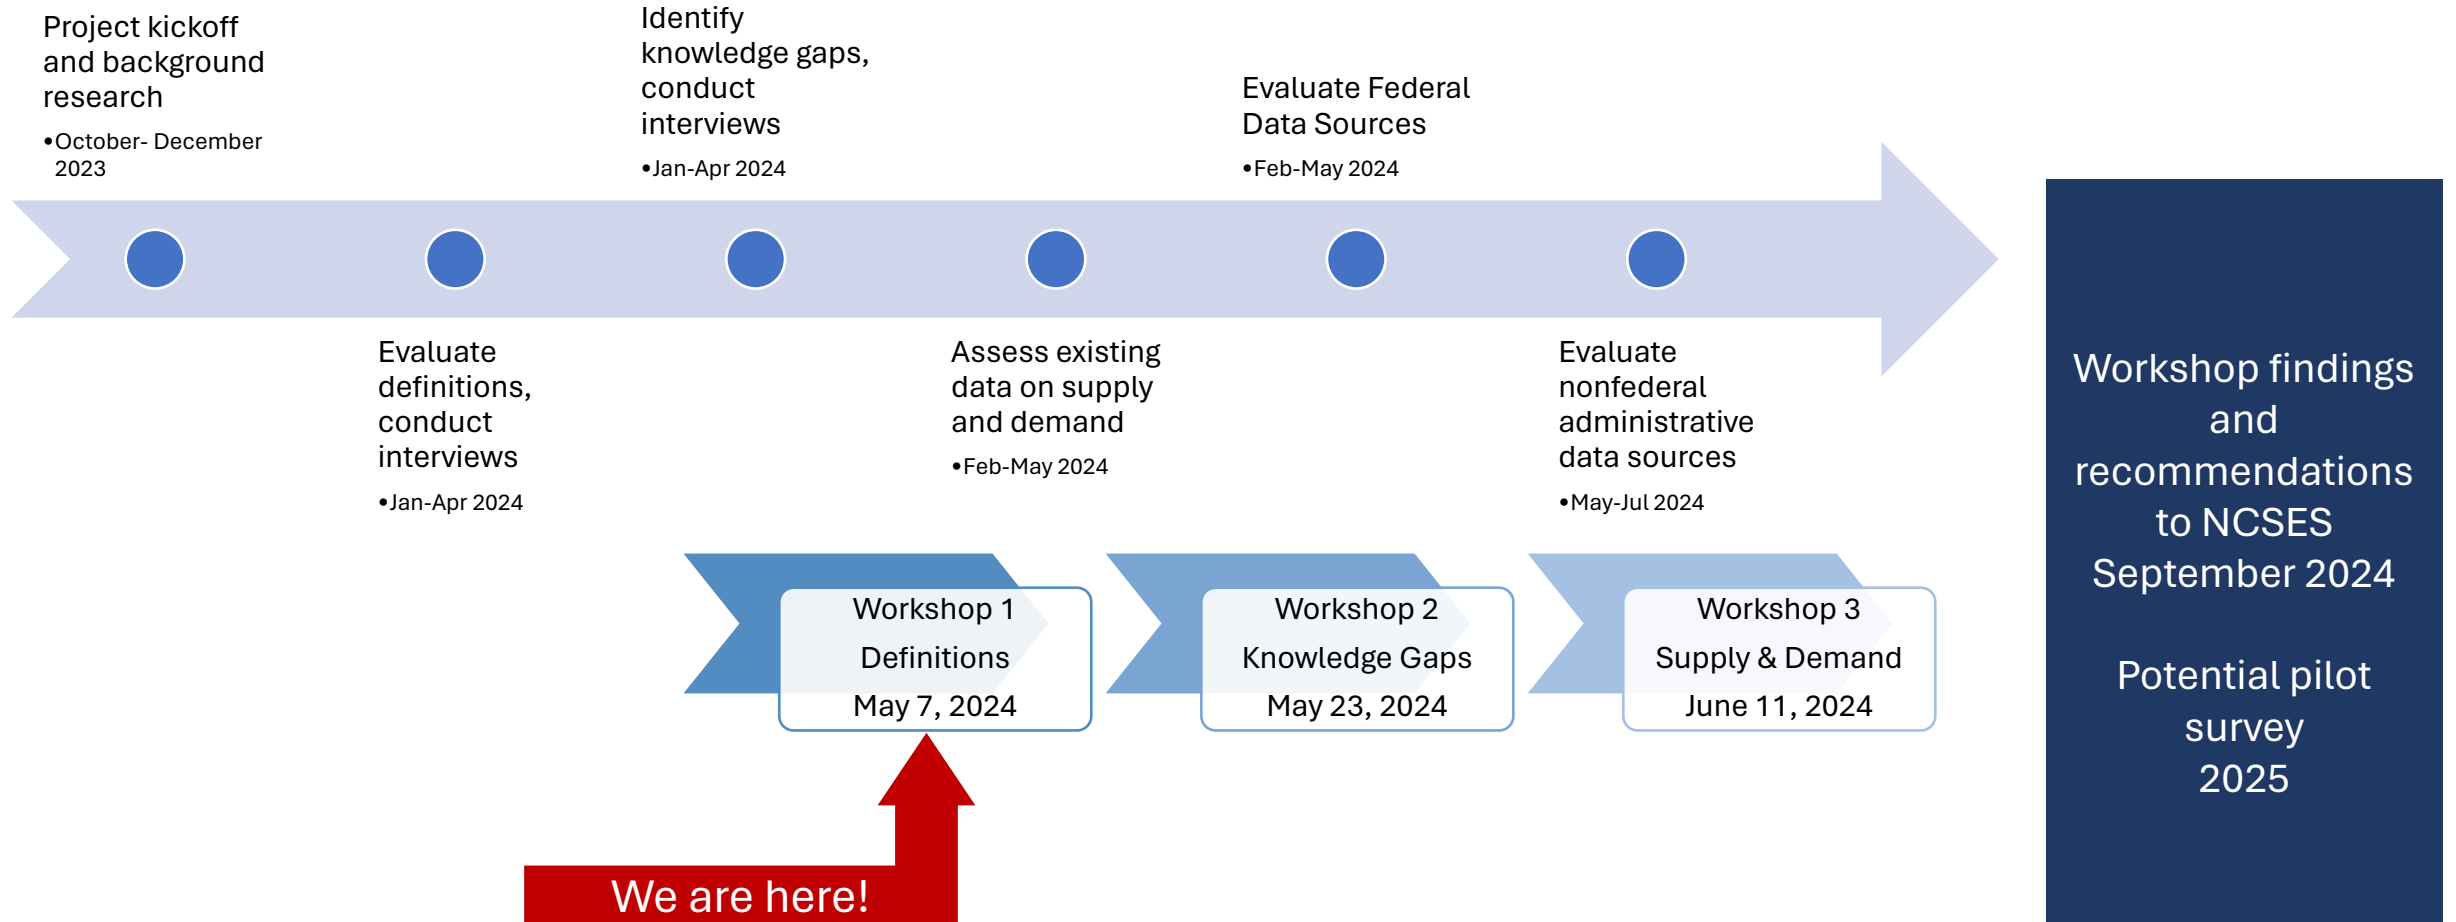 Project kickoff
and background
research
•October- December
2023
Identify
knowledge gaps,
conduct
interviews
•Jan-Apr 2024
Evaluate Federal
Data Sources
•Feb-May 2024
Evaluate
definitions,
conduct
interviews
•Jan-Apr 2024
Assess existing
data on supply
and demand
•Feb-May 2024
Evaluate
nonfederal
administrative
data sources
•May-Jul 2024
Workshop 1
Definitions
May 7, 2024
Workshop 2
Knowledge Gaps
May 23, 2024
Workshop 3
Supply & Demand
June 11, 2024
We are here!
Workshop findings
and
recommendations
to NCSES
September 2024
Potential pilot
survey
2025